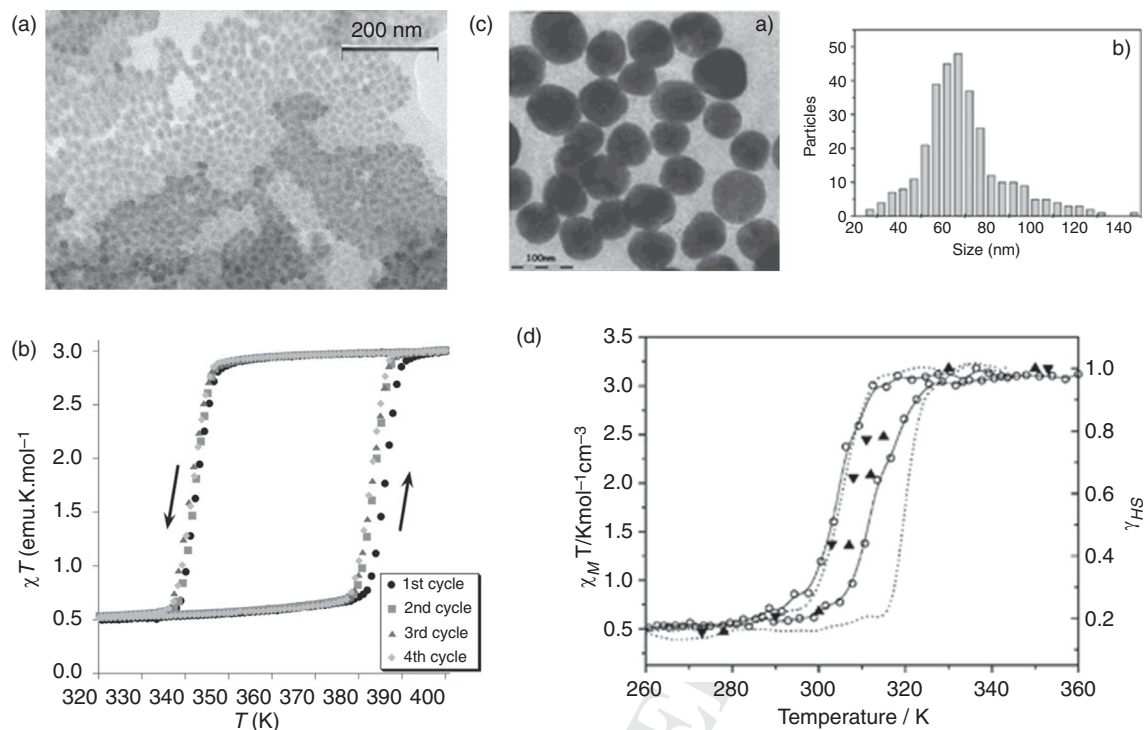 (a)
200 nm
(c)
a)
100nm
b)
Particles
50
40
30
20
10
0
20 40 60 80 100 120 140
Size (nm)
(b)
χT (emu.K.mol⁻¹)
3.0
2.5
2.0
1.5
1.0
0.5
0.0
320 330 340 350 360 370 380 390 400
T (K)
1st cycle
2nd cycle
3rd cycle
4th cycle
(d)
χ_M T/Kmol⁻¹cm⁻³
3.5
3.0
2.5
2.0
1.5
1.0
0.5
260 280 300 320 340 360
Temperature / K
1.0
0.8
0.6
0.4
0.2
γHS